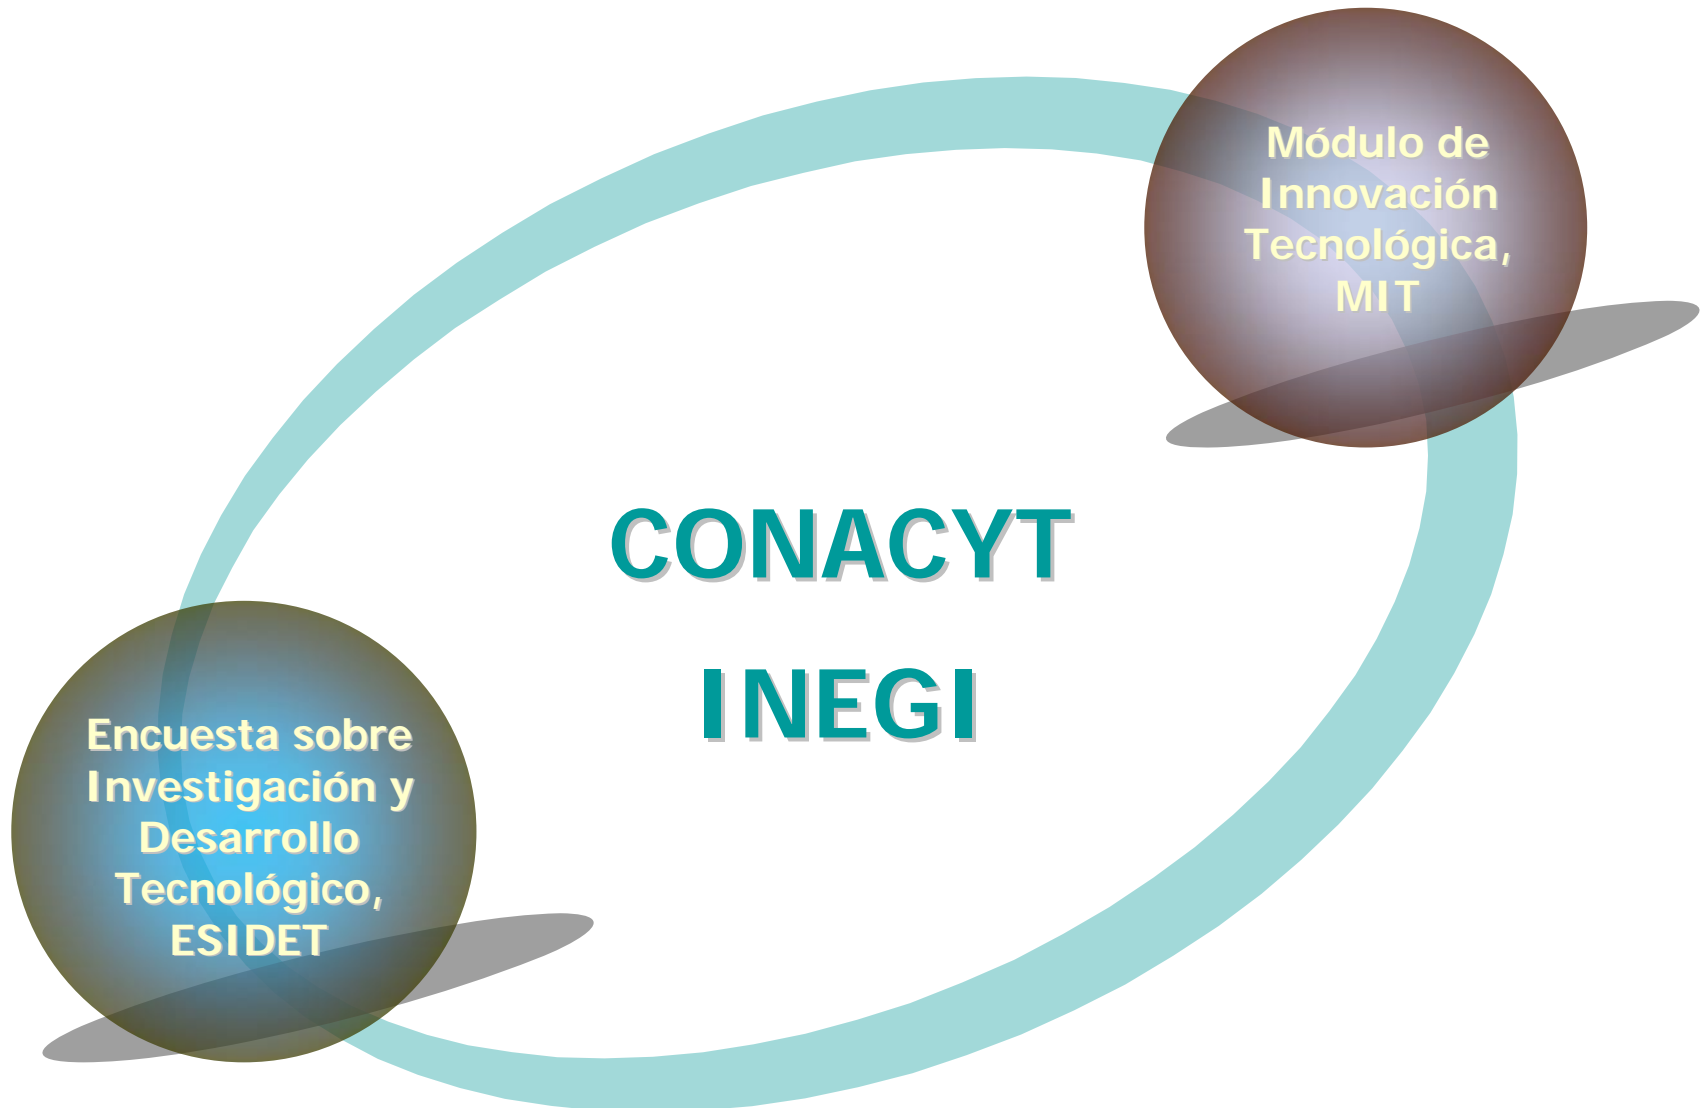 Módulo de
Innovación
Tecnológica,
MIT
CONACYT
INEGI
Encuesta sobre
Investigación y
Desarrollo
Tecnológico,
ESIDET